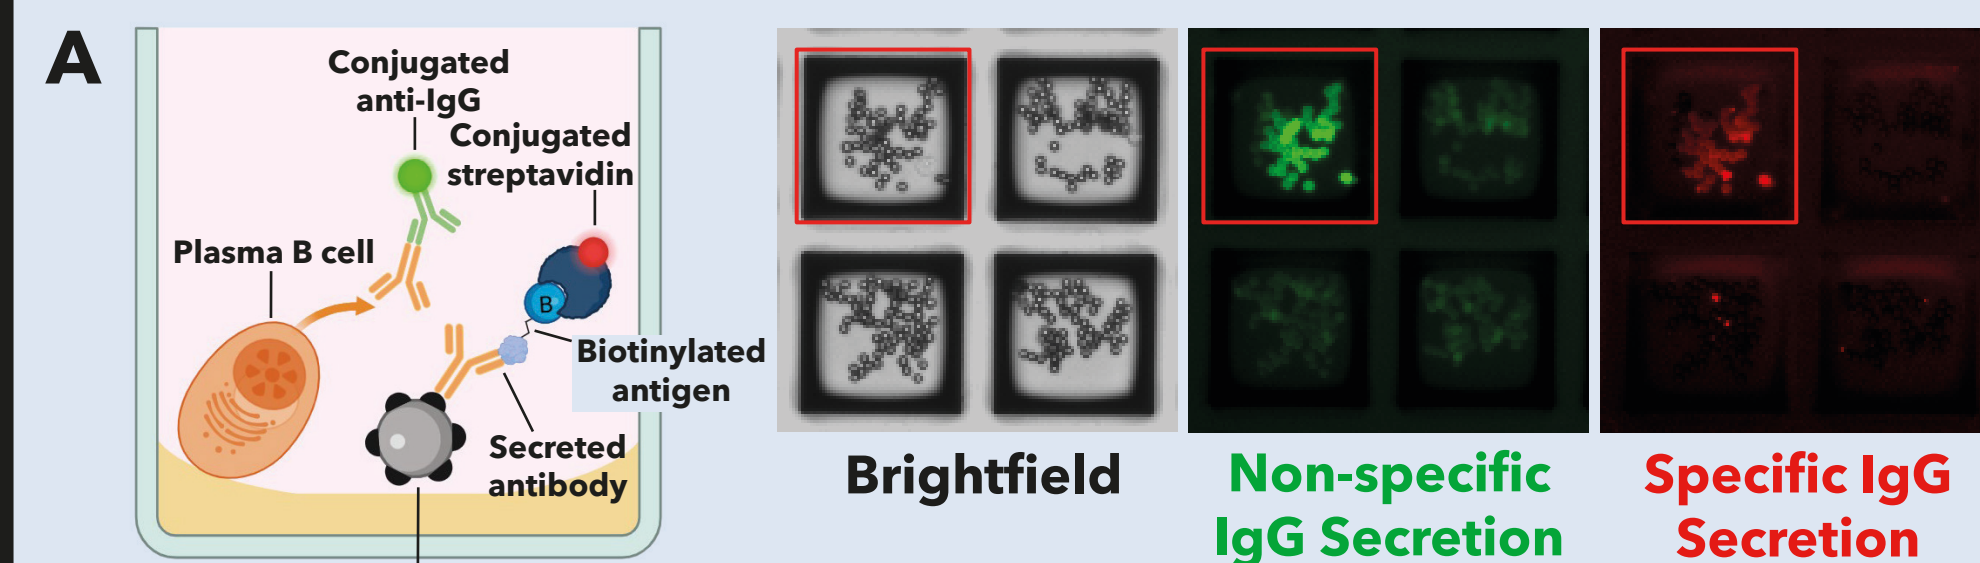 A
Conjugated
anti-IgG
Conjugated
streptavidin
Plasma B cell
B
Biotinylated
antigen
Secreted
antibody
Brightfield
Non-specific
IgG Secretion
Specific IgG
Secretion